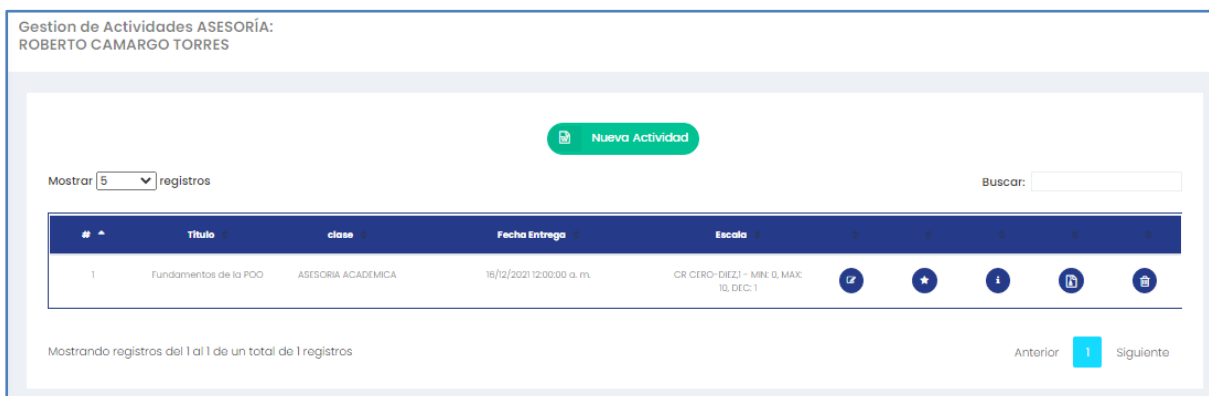 Gestion de Actividades ASESORÍA:
ROBERTO CAMARGO TORRES
Nueva Actividad
Mostrar 5 registros
Buscar:
# Título clase Fecha Entrega Escala
1 Fundamentos de la POO ASESORIA ACADEMICA 16/12/2021 12:00:00 a. m. CR CERO-DIEZ,1 - MIN: 0, MAX:
10, DEC: 1
Mostrando registros del 1 al 1 de un total de 1 registros
Anterior 1 Siguiente